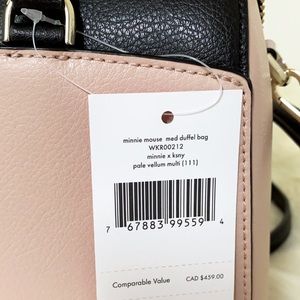 minnie mouse med duffel bag
WKR00212
minnie x ksny
pale vellum multi (111)
7 67883 99559 4
Comparable Value CAD $459.00